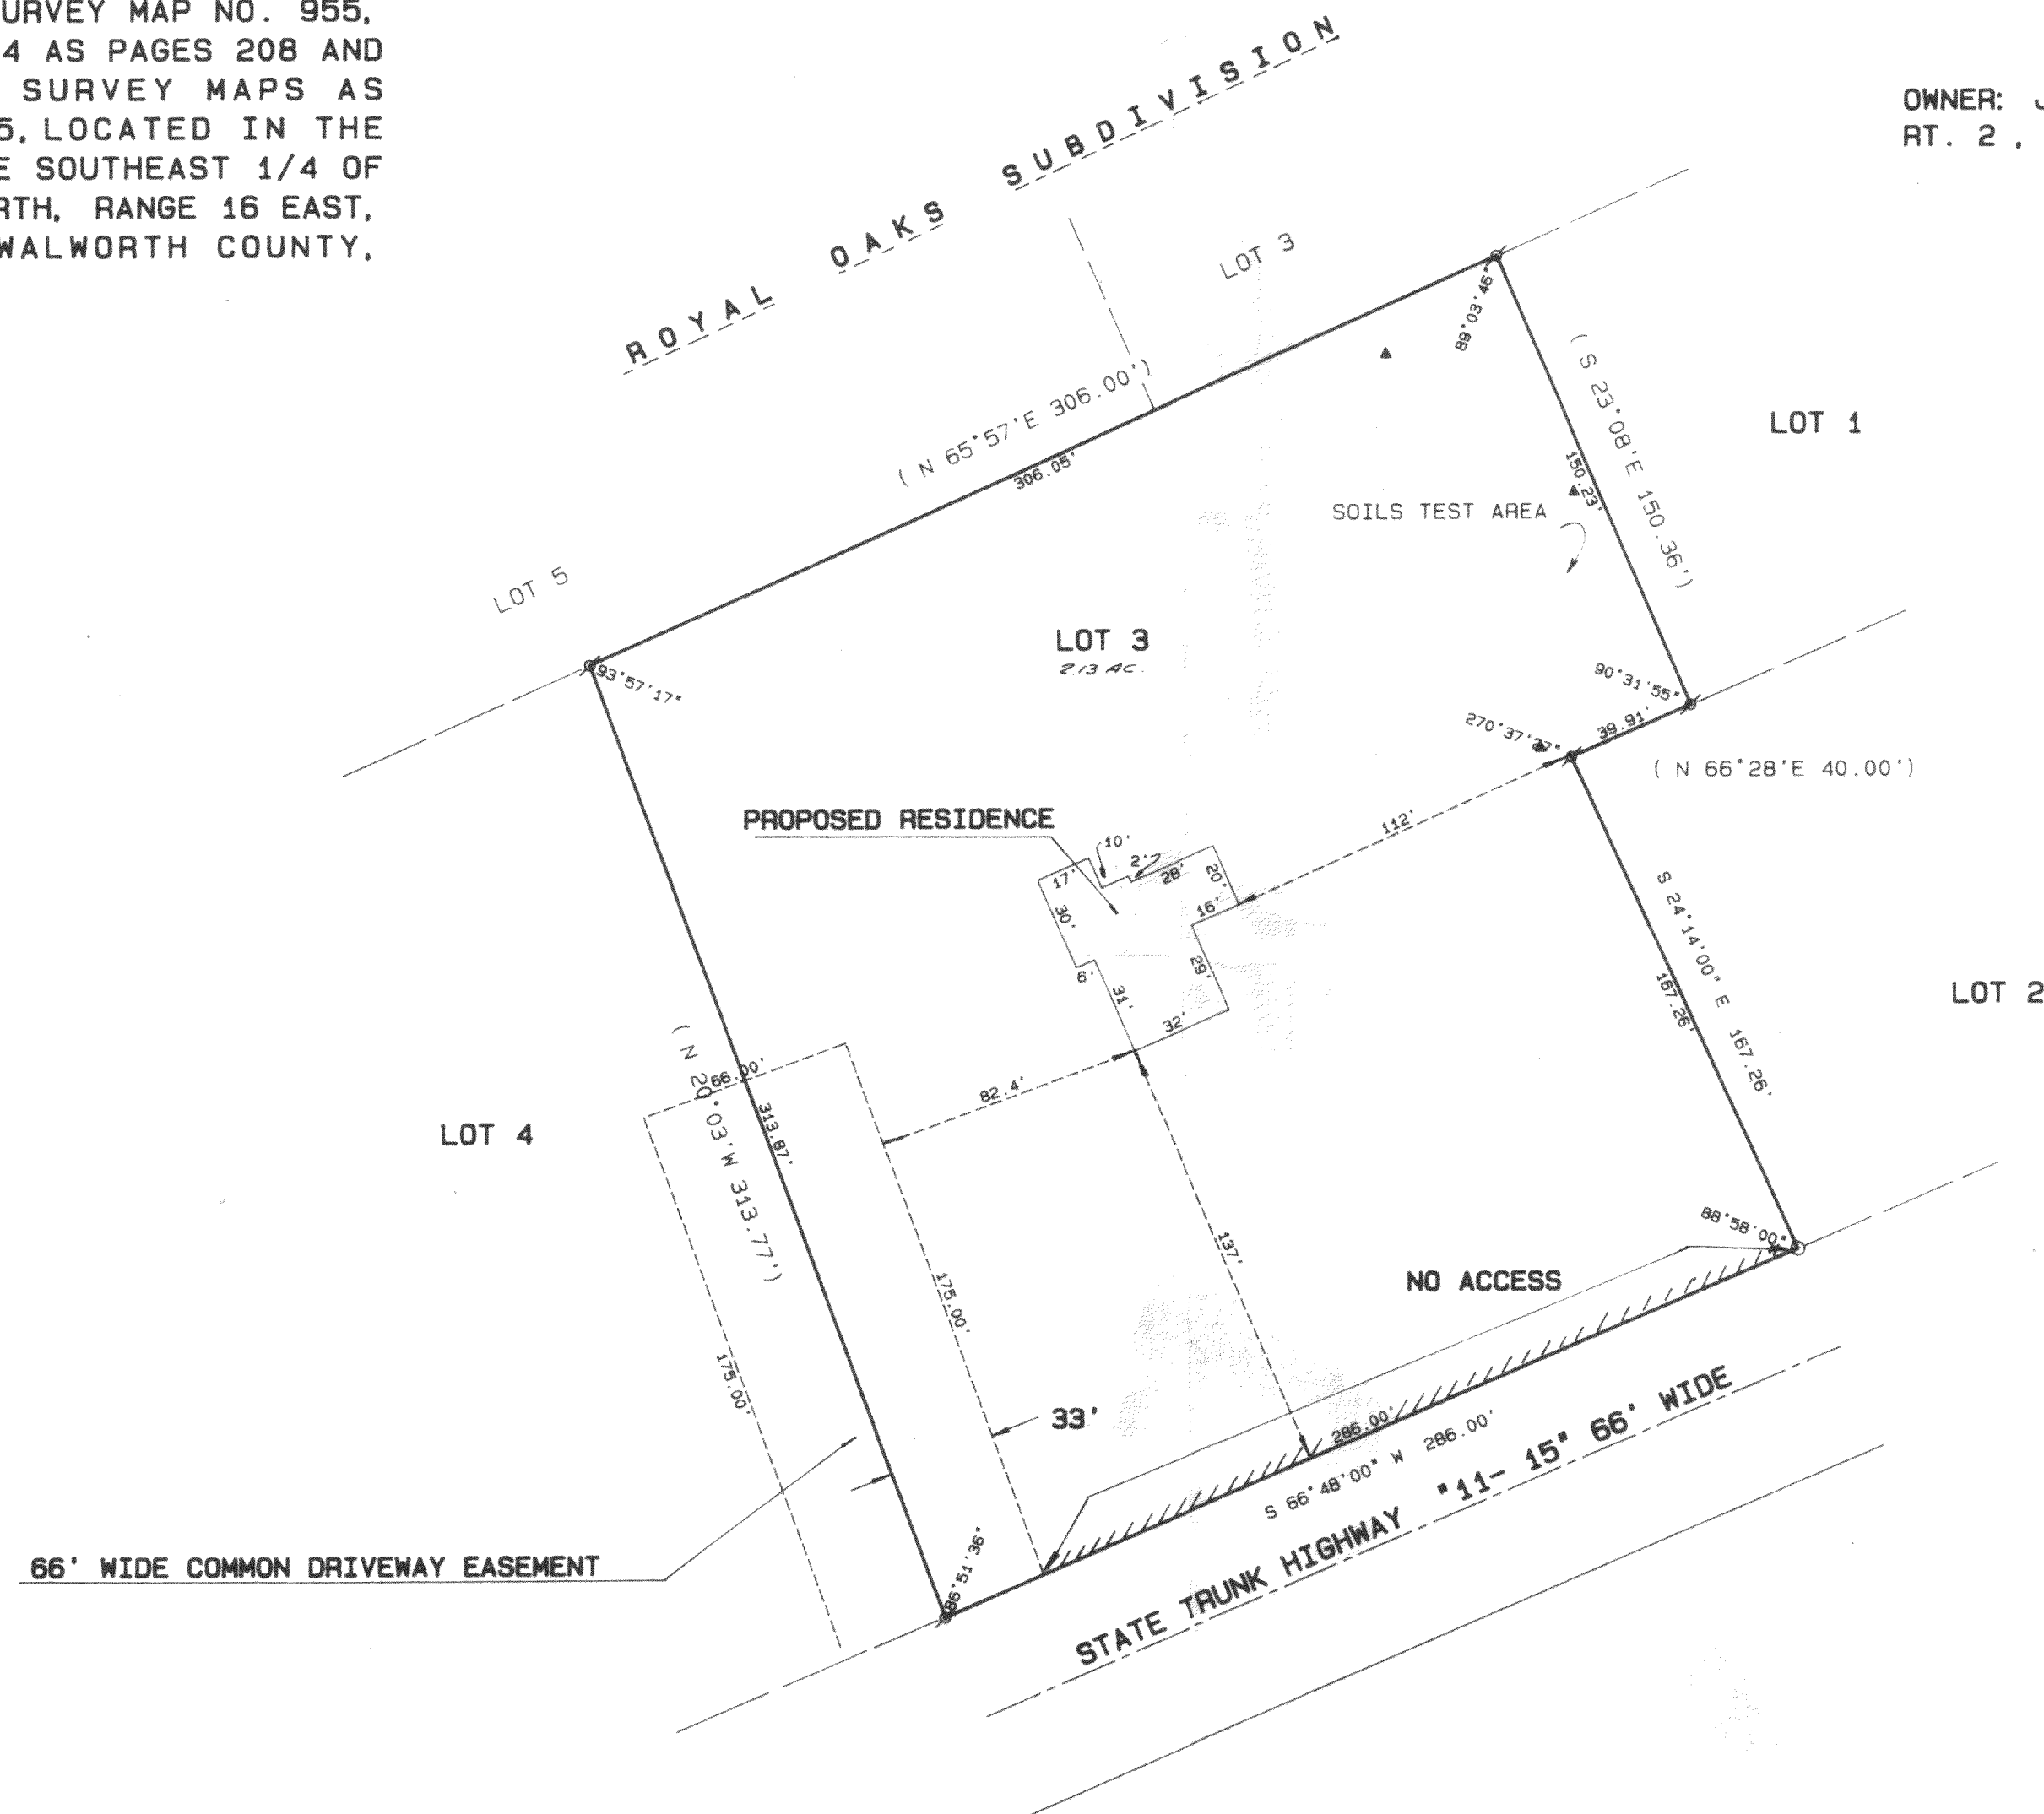 URVEY MAP NO. 955,
4 AS PAGES 208 AND
SURVEY MAPS AS
5, LOCATED IN THE
E SOUTHEAST 1/4 OF
RTH, RANGE 16 EAST,
WALWORTH COUNTY,
OWNER: J
RT. 2 ,
ROYAL OAKS SUBDIVISION
LOT 3
89°03'46"
( S 23°08'E 150.36')
150.23'
LOT 1
( N 65°57'E 306.00')
306.05'
SOILS TEST AREA
LOT 5
LOT 3
2.13 AC.
93°57'17"
90°31'55"
270°37'27"
39.91'
( N 66°28'E 40.00')
PROPOSED RESIDENCE
112'
10'
2'
17'
28'
20'
30'
16'
6'
29'
31'
32'
S 24°14'00" E 167.26'
167.26'
LOT 2
( N 20°03'W 313.77')
66.00'
313.87'
82.4'
LOT 4
137'
88°58'00"
NO ACCESS
175.00'
175.00'
33'
286.00'
S 66°48'00" W 286.00'
STATE TRUNK HIGHWAY "11- 15" 66' WIDE
66' WIDE COMMON DRIVEWAY EASEMENT
86°51'36"